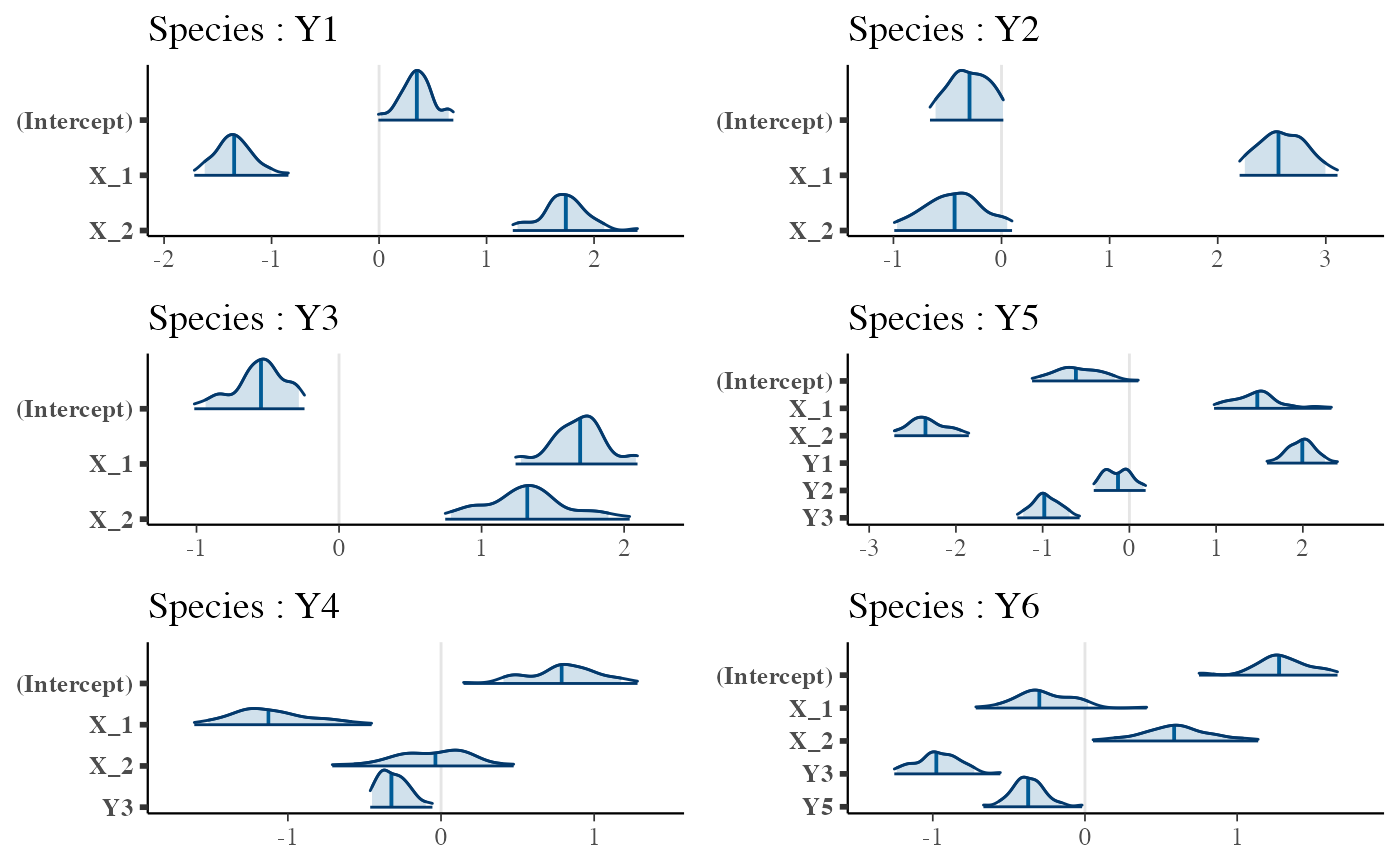 Species : Y1
(Intercept)
X_1
X_2
-2 -1 0 1 2
Species : Y2
(Intercept)
X_1
X_2
-1 0 1 2 3
Species : Y3
(Intercept)
X_1
X_2
-1 0 1 2
Species : Y5
(Intercept)
X_1
X_2
Y1
Y2
Y3
-3 -2 -1 0 1 2
Species : Y4
(Intercept)
X_1
X_2
Y3
-1 0 1
Species : Y6
(Intercept)
X_1
X_2
Y3
Y5
-1 0 1